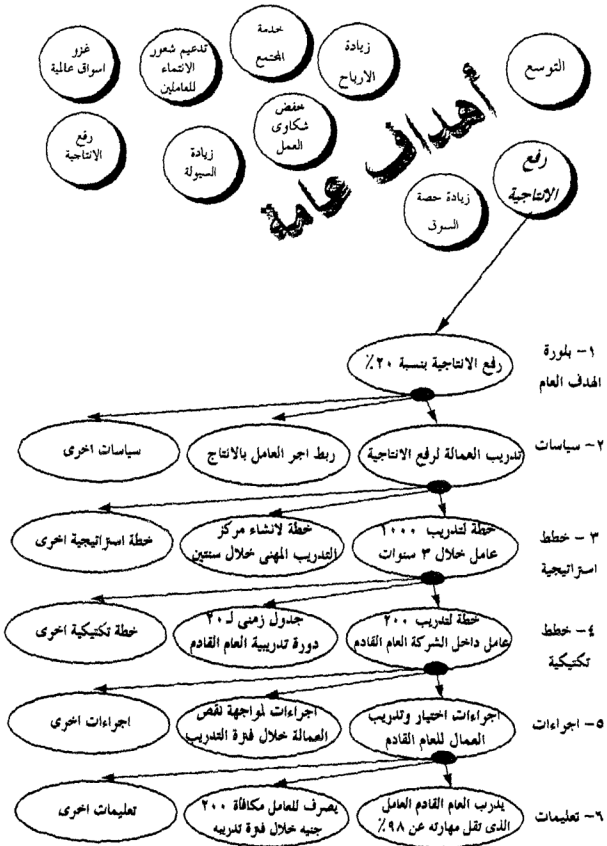 غزو
اسواق عالمية
تدعيم شعور
الانتماء
للعاملين
خدمة
المجتمع
زيادة
الارباح
التوسع
رفع
الانتاجية
زيادة
السيولة
خفض
شكاوى
العمل
أهداف عامة
زيادة حصة
السوق
رفع
الانتاجية
١- بلورة
الهدف العام
رفع الانتاجية بنسبة ٢٠٪
٢- سياسات
تدريب العمالة لرفع الانتاجية
ربط اجر العامل بالانتاج
سياسات اخرى
٣ - خطط
استراتيجية
خطة لتدريب ١٠٠٠
عامل خلال ٣ سنوات
خطة لانشاء مركز
التدريب المهنى خلال سنتين
خطة استراتيجية اخرى
٤- خطط
تكتيكية
خطة لتدريب ٢٠٠
عامل داخل الشركة العام القادم
جدول زمنى لـ ٢٠
دورة تدريبية العام القادم
خطة تكتيكية اخرى
٥- اجراءات
اجراءات اختيار وتدريب
العمال للعام القادم
اجراءات لمواجهة نقص
العمالة خلال فترة التدريب
اجراءات اخرى
٦- تعليمات
يدرب العام القادم العامل
الذى تقل مهارته عن ٩٨٪
يصرف للعامل مكافأة ٢٠٠
جنيه خلال فترة تدريبه
تعليمات اخرى